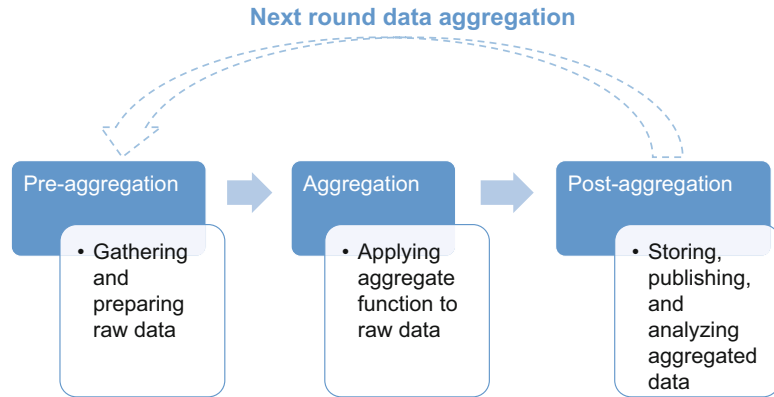 Next round data aggregation
Pre-aggregation
• Gathering
and
preparing
raw data
Aggregation
• Applying
aggregate
function to
raw data
Post-aggregation
• Storing,
publishing,
and
analyzing
aggregated
data